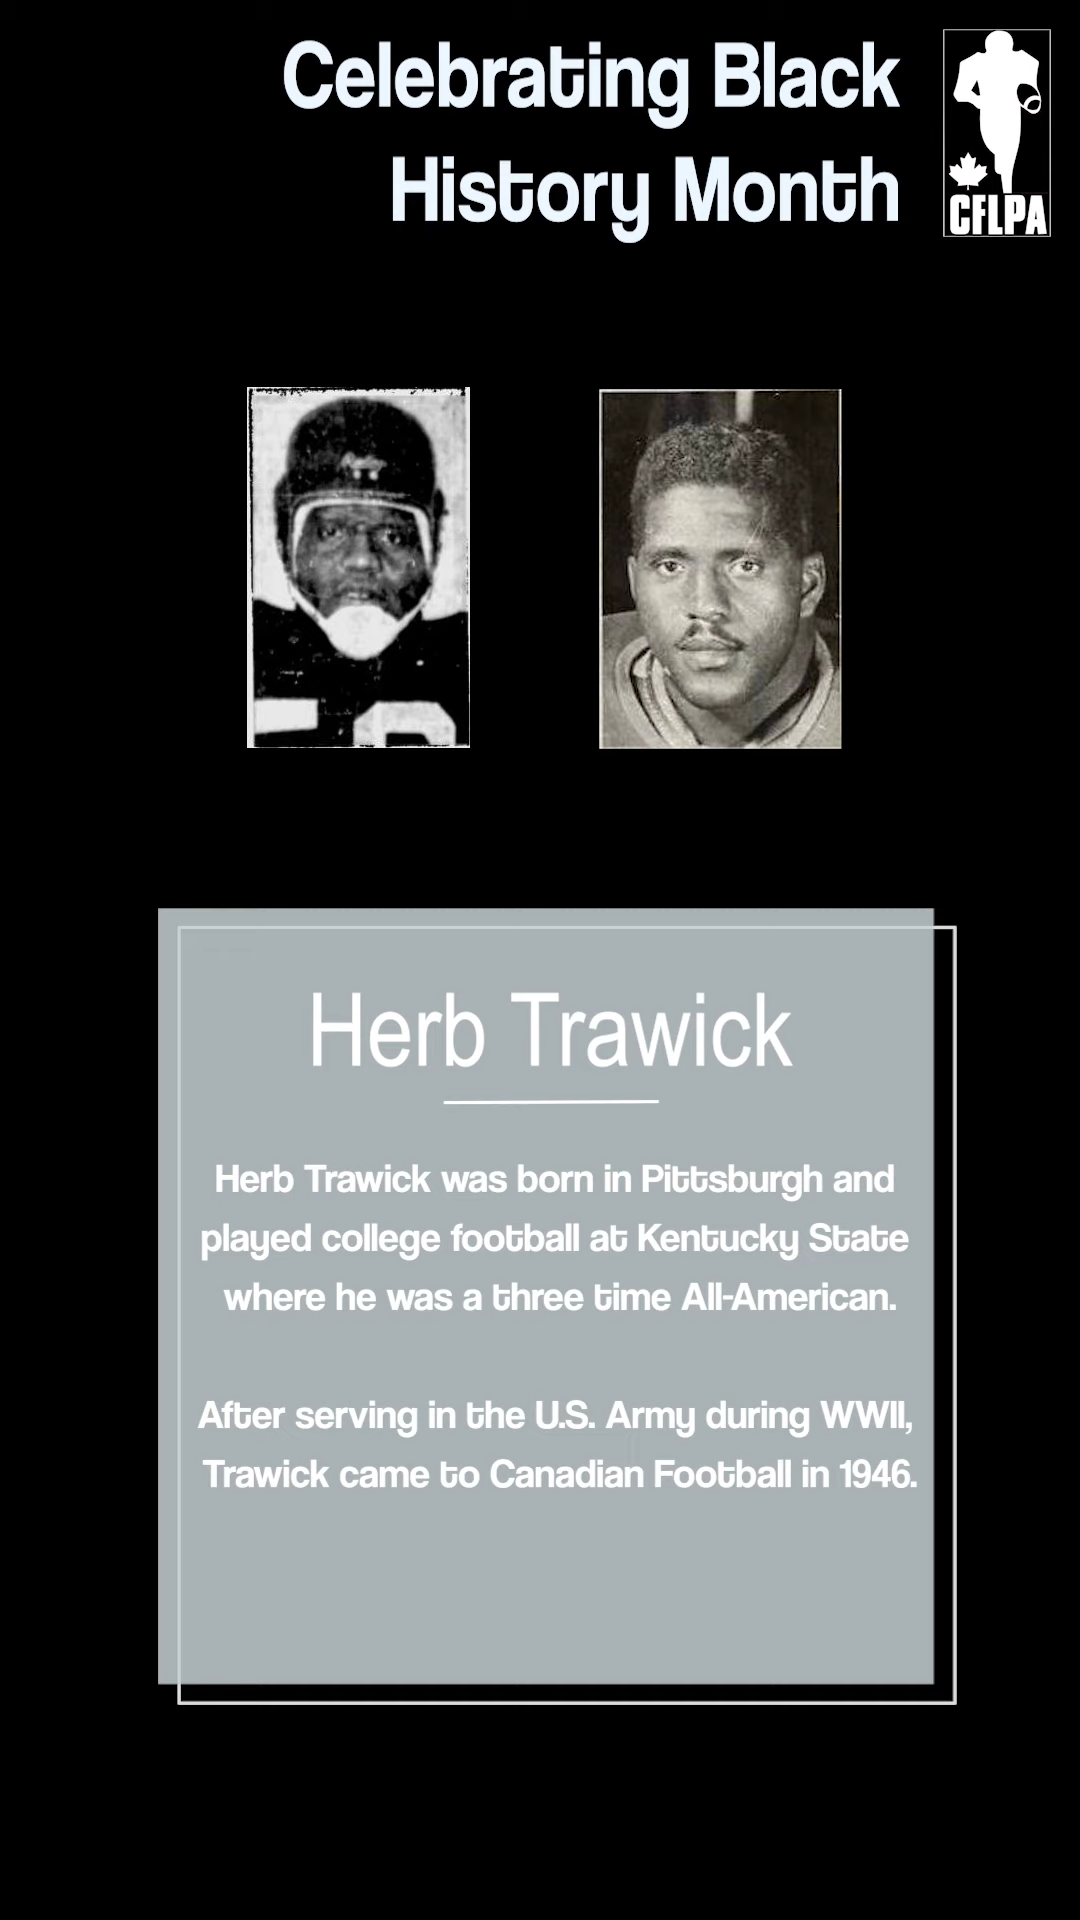 Celebrating Black
History Month
CFLPA
Herb Trawick
Herb Trawick was born in Pittsburgh and
played college football at Kentucky State
where he was a three time All-American.
After serving in the U.S. Army during WWII,
Trawick came to Canadian Football in 1946.